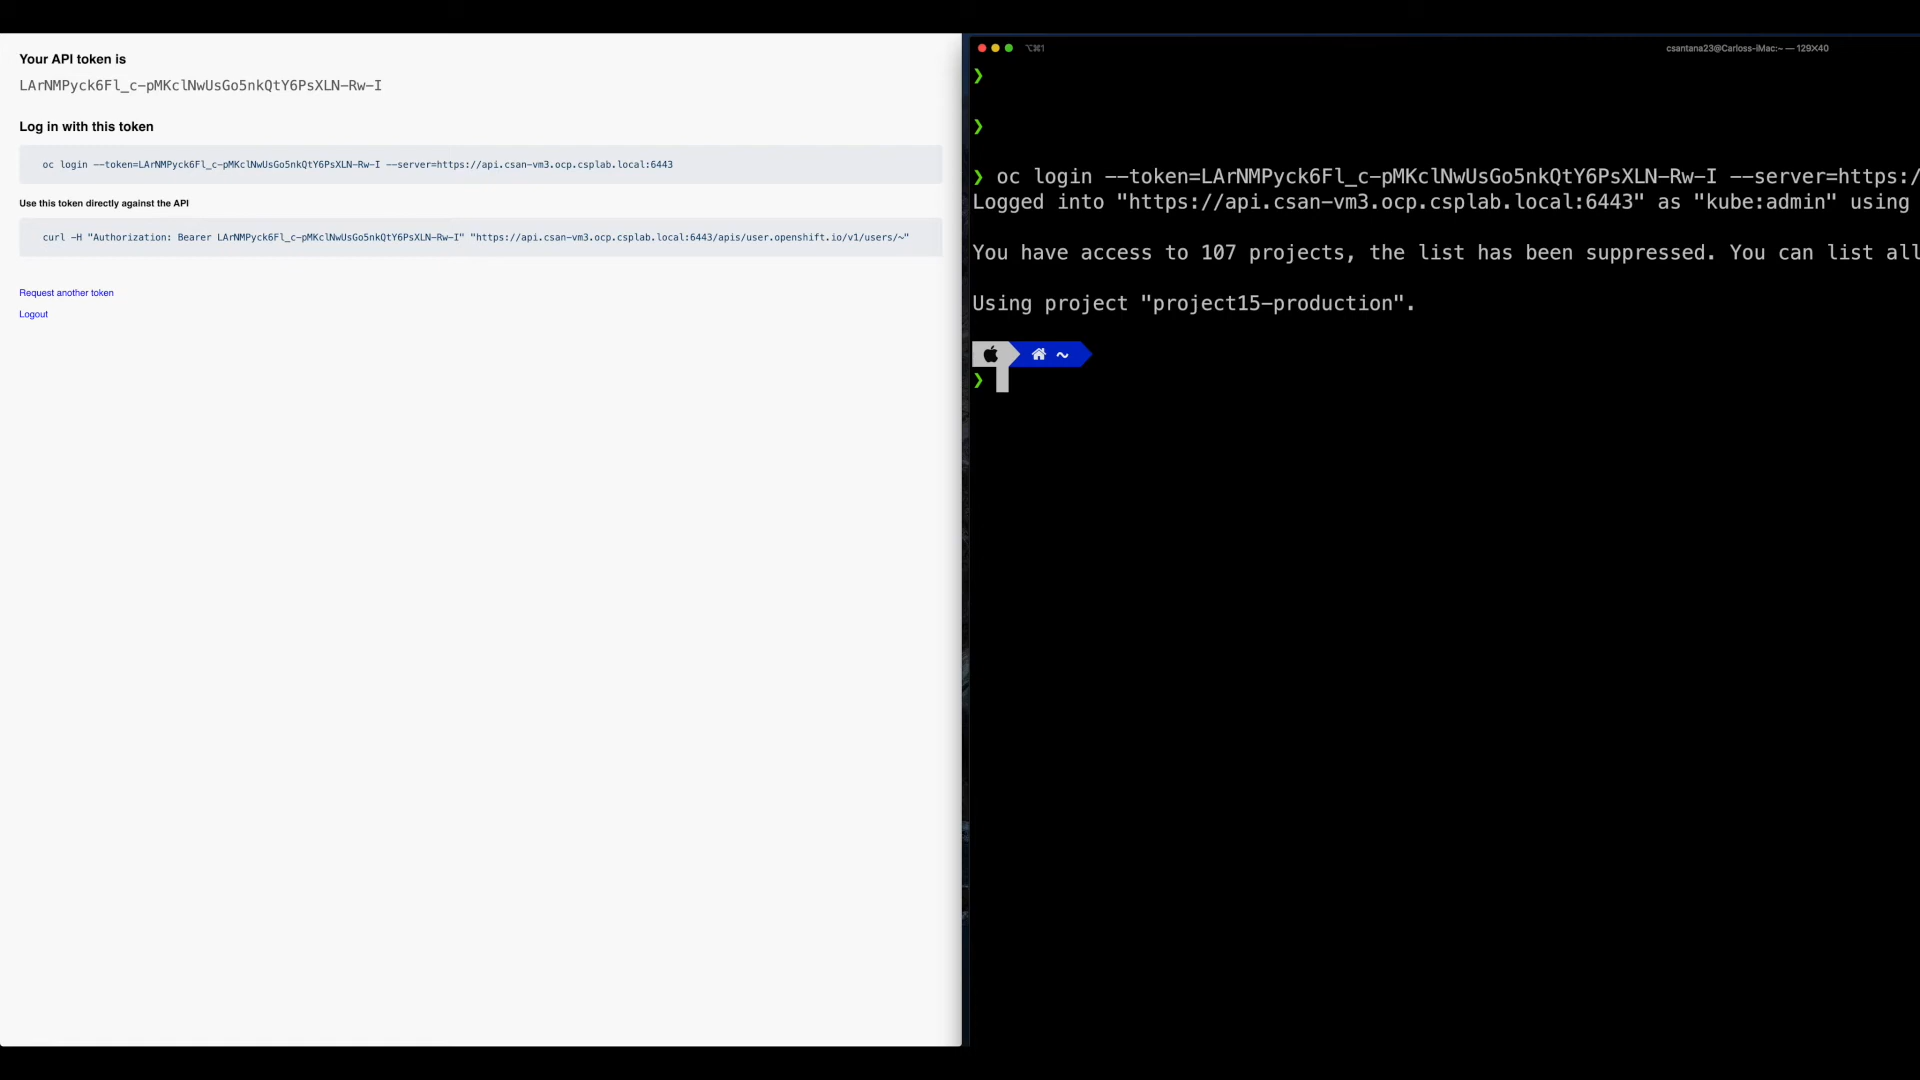 Your API token is
LArNMPyck6Fl_c-pMKclNwUsGo5nkQtY6PsXLN-Rw-I
Log in with this token
oc login --token=LArNMPyck6Fl_c-pMKclNwUsGo5nkQtY6PsXLN-Rw-I --server=https://api.csan-vm3.ocp.csplab.local:6443
Use this token directly against the API
curl -H "Authorization: Bearer LArNMPyck6Fl_c-pMKclNwUsGo5nkQtY6PsXLN-Rw-I" "https://api.csan-vm3.ocp.csplab.local:6443/apis/user.openshift.io/v1/users/~"
Request another token
Logout
⌥⌘1
csantana23@Carloss-iMac:~ — 129×40
❯
❯
❯ oc login --token=LArNMPyck6Fl_c-pMKclNwUsGo5nkQtY6PsXLN-Rw-I --server=https:/
Logged into "https://api.csan-vm3.ocp.csplab.local:6443" as "kube:admin" using
You have access to 107 projects, the list has been suppressed. You can list all
Using project "project15-production".
~
❯